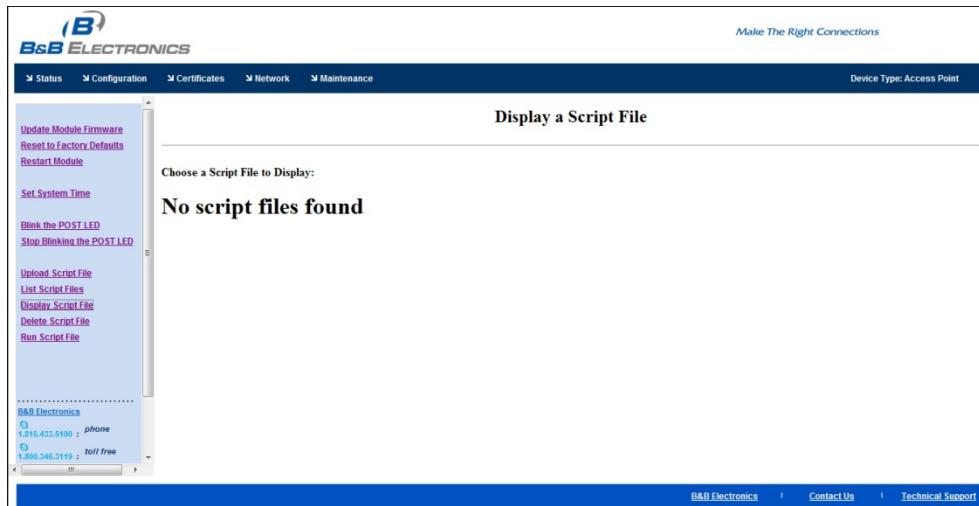 B&B ELECTRONICS
Make The Right Connections
Status Configuration Certificates Network Maintenance Device Type: Access Point
Update Module Firmware
Reset to Factory Defaults
Restart Module
Set System Time
Blink the POST LED
Stop Blinking the POST LED
Upload Script File
List Script Files
Display Script File
Delete Script File
Run Script File
B&B Electronics
1.815.433.5100 : phone
1.800.346.3119 : toll free
Display a Script File
Choose a Script File to Display:
No script files found
B&B Electronics | Contact Us | Technical Support